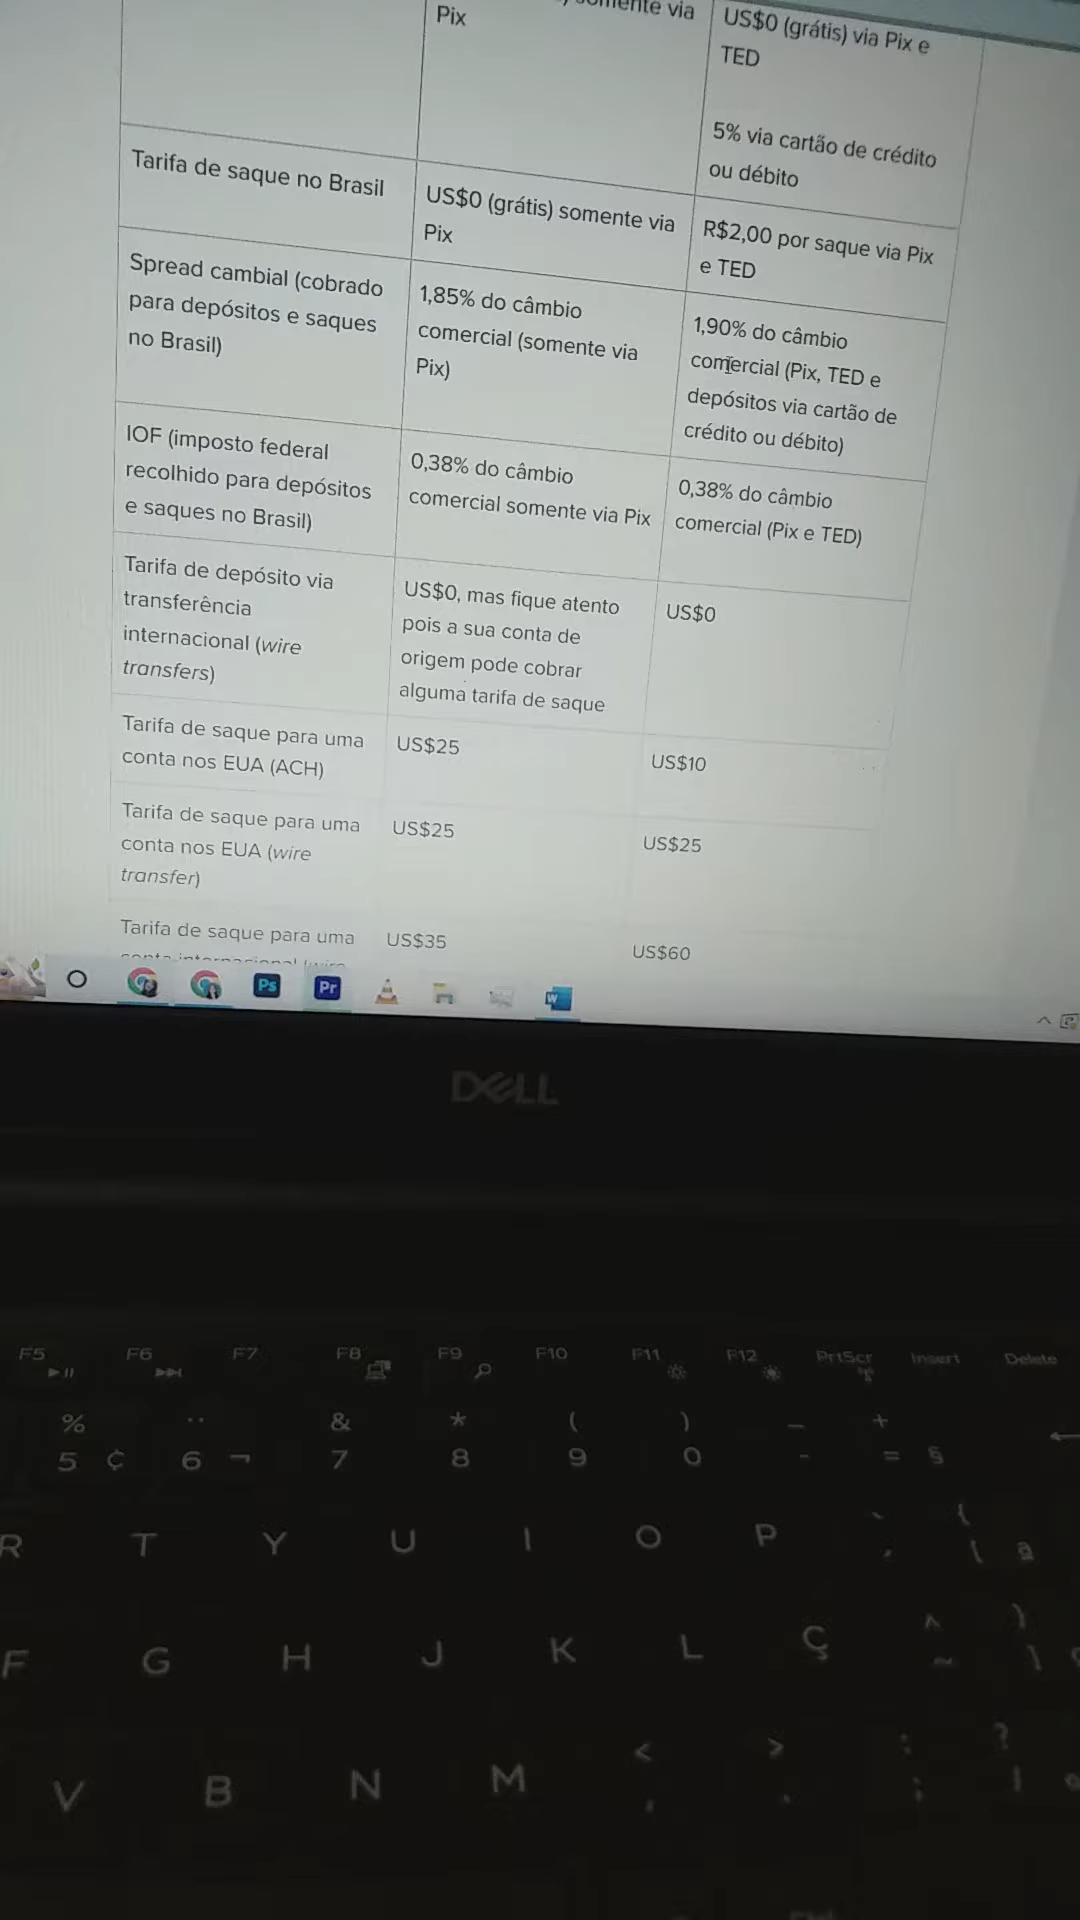 somente via
Pix
US$0 (grátis) via Pix e
TED
5% via cartão de crédito
ou débito
Tarifa de saque no Brasil
US$0 (grátis) somente via
Pix
R$2,00 por saque via Pix
e TED
Spread cambial (cobrado
para depósitos e saques
no Brasil)
1,85% do câmbio
comercial (somente via
Pix)
1,90% do câmbio
comercial (Pix, TED e
depósitos via cartão de
crédito ou débito)
IOF (imposto federal
recolhido para depósitos
e saques no Brasil)
0,38% do câmbio
comercial somente via Pix
0,38% do câmbio
comercial (Pix e TED)
Tarifa de depósito via
transferência
internacional (wire
transfers)
US$0, mas fique atento
pois a sua conta de
origem pode cobrar
alguma tarifa de saque
US$0
Tarifa de saque para uma
conta nos EUA (ACH)
US$25
US$10
Tarifa de saque para uma
conta nos EUA (wire
transfer)
US$25
US$25
Tarifa de saque para uma
conta internacional (wire
US$35
US$60
Ps
Pr
W
DELL
F5 F6 F7 F8 F9 F10 F11 F12 PrtScr Insert Delete
% ¨ & * ( ) _ +
5 ¢ 6 ¬ 7 8 9 0 - = §
R T Y U I O P ` ´ { [ ª
F G H J K L Ç ^ ~ } ]
V B N M < , > . : ; ?